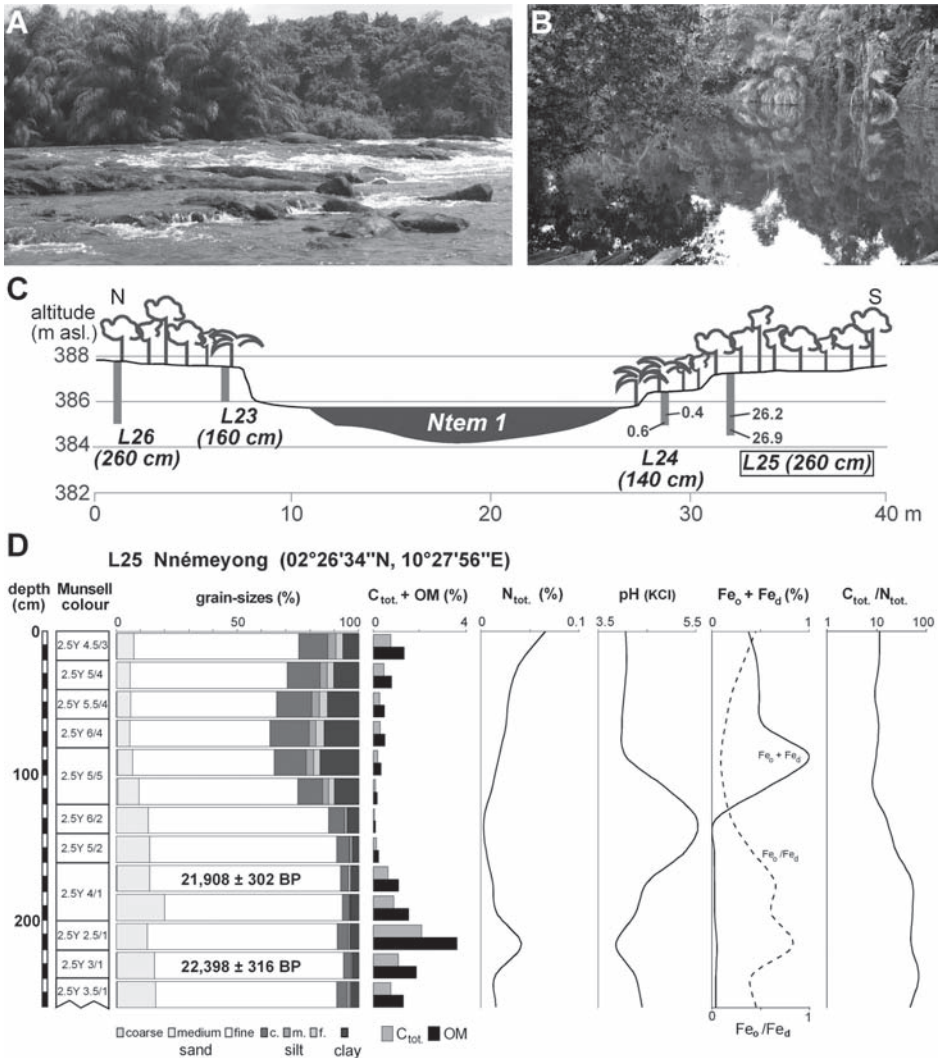 A
B
C
altitude
(m asl.)
N
S
388
386
384
382
L26
(260 cm)
L23
(160 cm)
Ntem 1
0.6
0.4
L24
(140 cm)
26.2
26.9
L25 (260 cm)
0
10
20
30
40 m
D
L25 Nnémeyong (02°26'34"N, 10°27'56"E)
depth
(cm)
Munsell
colour
grain-sizes (%)
Ctot. + OM (%)
Ntot. (%)
pH (KCl)
Feo + Fed (%)
Ctot./Ntot.
0 50 100
0 4
0 0.1
3.5 5.5
0 1
1 10 100
0
100
200
2.5Y 4.5/3
2.5Y 5/4
2.5Y 5.5/4
2.5Y 6/4
2.5Y 5/5
2.5Y 6/2
2.5Y 5/2
2.5Y 4/1
2.5Y 2.5/1
2.5Y 3/1
2.5Y 3.5/1
21,908 ± 302 BP
22,398 ± 316 BP
Feo + Fed
Feo/Fed
0 1
Feo/Fed
coarse medium fine c. m. f.
sand silt clay
Ctot. OM